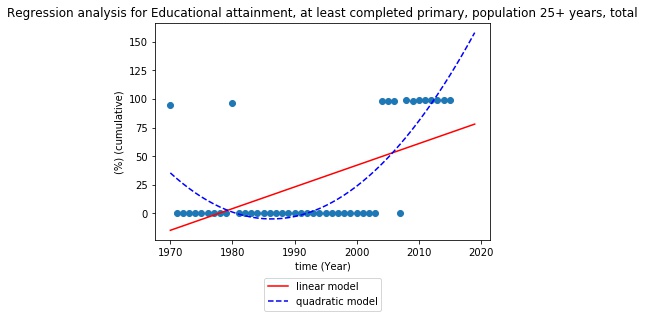 Regression analysis for Educational attainment, at least completed primary, population 25+ years, total
150
125
100
75
50
25
0
(%) (cumulative)
1970
1980
1990
2000
2010
2020
time (Year)
linear model
quadratic model